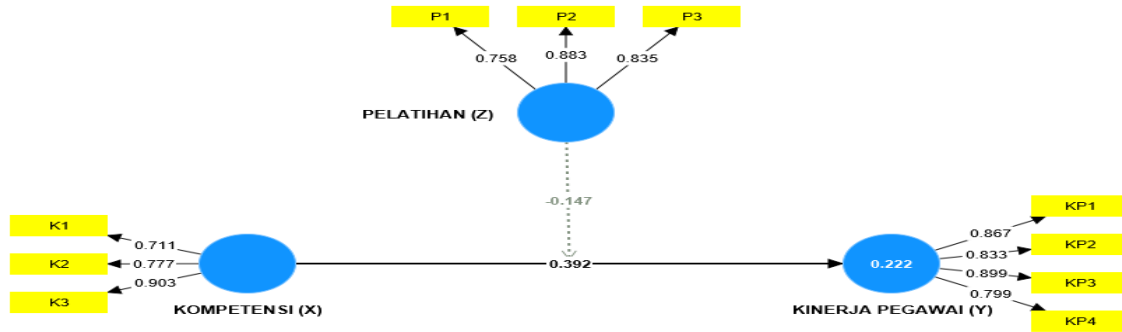 P1 P2 P3
0.758 0.883 0.835
PELATIHAN (Z)
-0.147
K1
K2
K3
0.711
0.777
0.903
KOMPETENSI (X)
0.392
0.222
KINERJA PEGAWAI (Y)
0.867
0.833
0.899
0.799
KP1
KP2
KP3
KP4